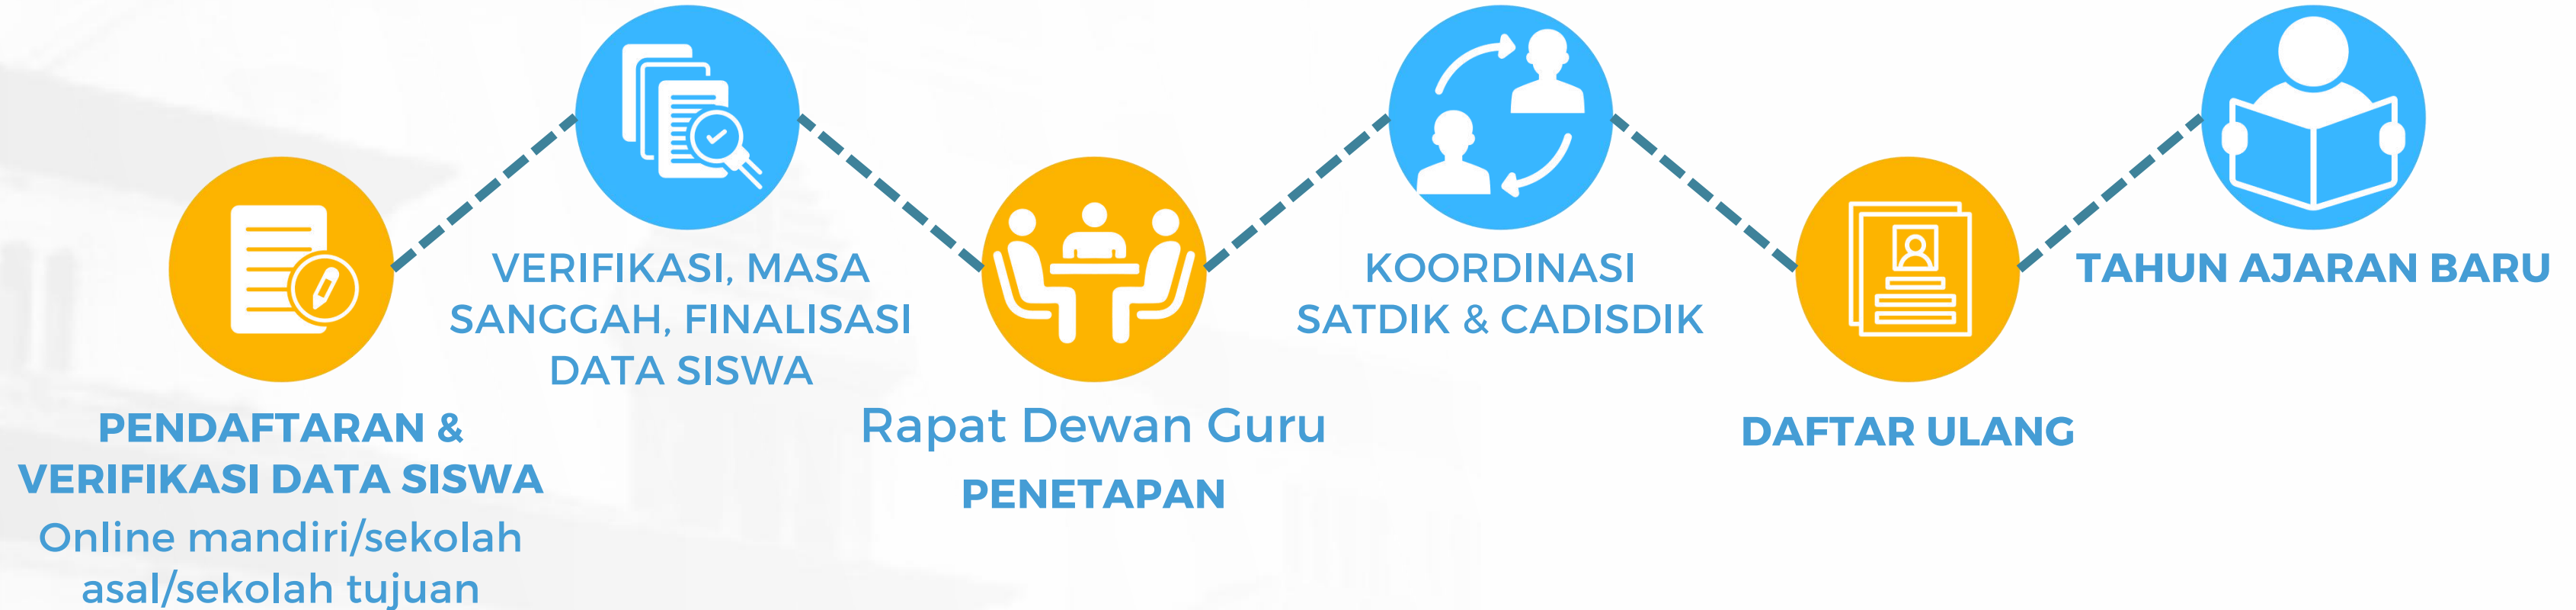 PENDAFTARAN &
VERIFIKASI DATA SISWA
Online mandiri/sekolah
asal/sekolah tujuan
VERIFIKASI, MASA
SANGGAH, FINALISASI
DATA SISWA
Rapat Dewan Guru
PENETAPAN
KOORDINASI
SATDIK & CADISDIK
DAFTAR ULANG
TAHUN AJARAN BARU